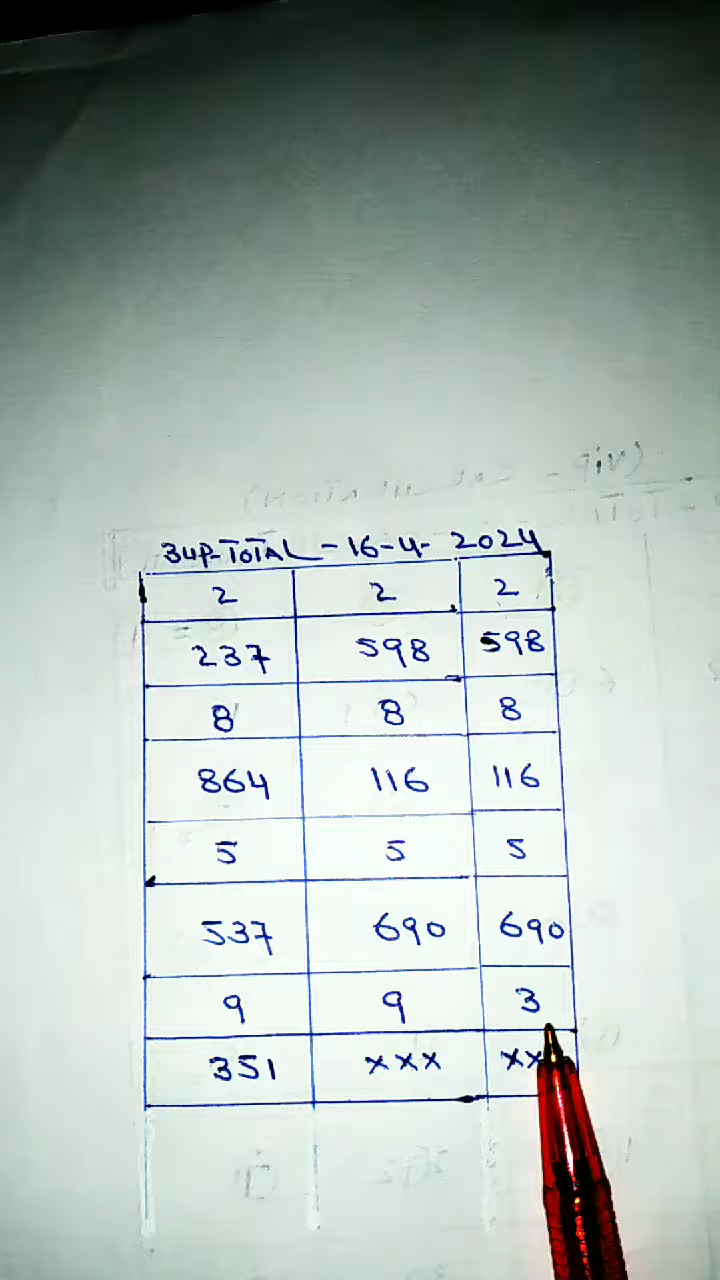 3UP-TOTAL-16-4-2024
2 2 2
237 598 598
8 8 8
864 116 116
5 5 5
537 690 690
9 9 3
351 xxx xx